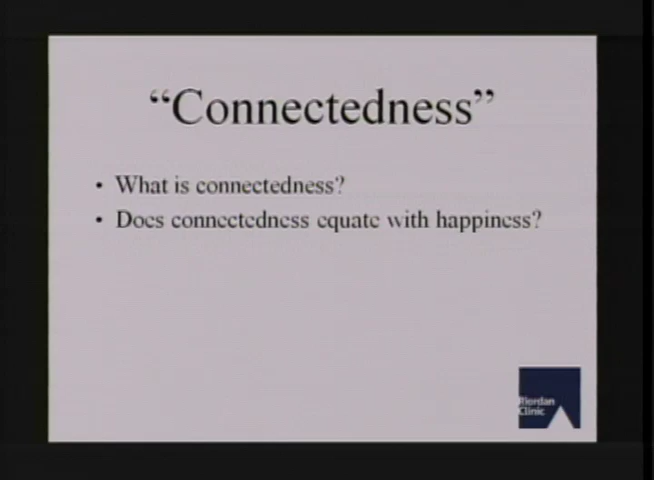 “Connectedness”
• What is connectedness?
• Does connectedness equate with happiness?
Riordan
Clinic